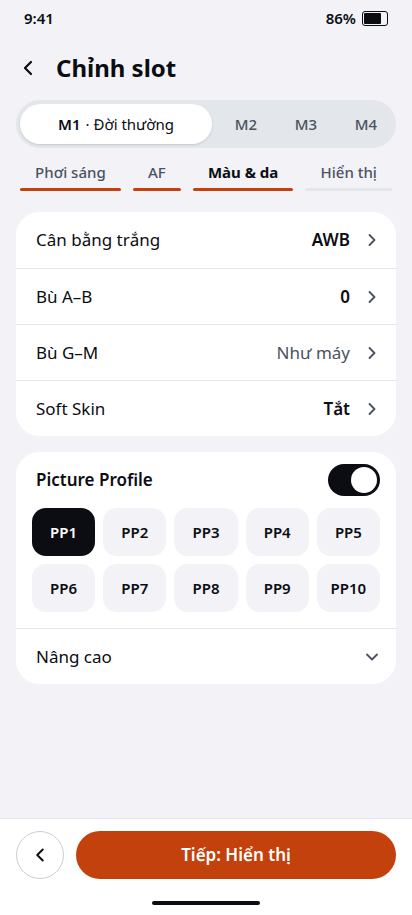 9:41 86%
Chỉnh slot
M1 · Đời thường M2 M3 M4
Phơi sáng AF Màu & da Hiển thị
Cân bằng trắng AWB
Bù A–B 0
Bù G–M Như máy
Soft Skin Tắt
Picture Profile
PP1 PP2 PP3 PP4 PP5
PP6 PP7 PP8 PP9 PP10
Nâng cao
Tiếp: Hiển thị